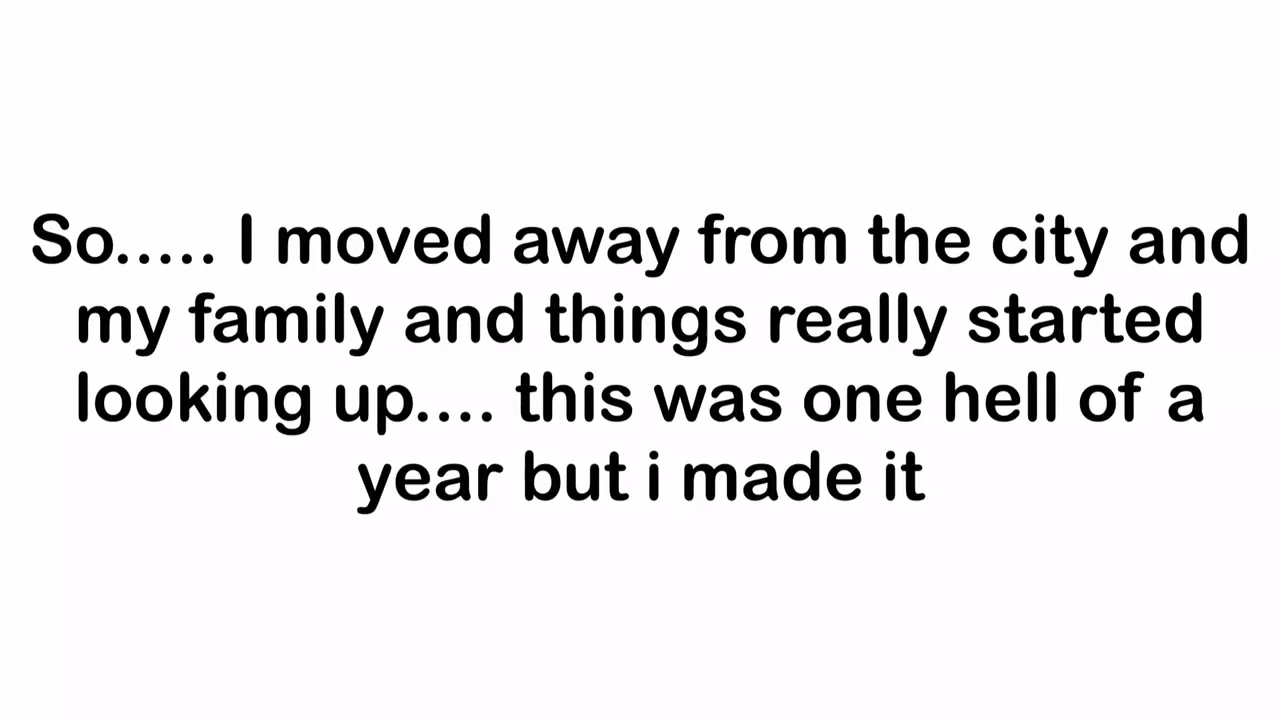 So..... I moved away from the city and
my family and things really started
looking up.... this was one hell of a
year but i made it